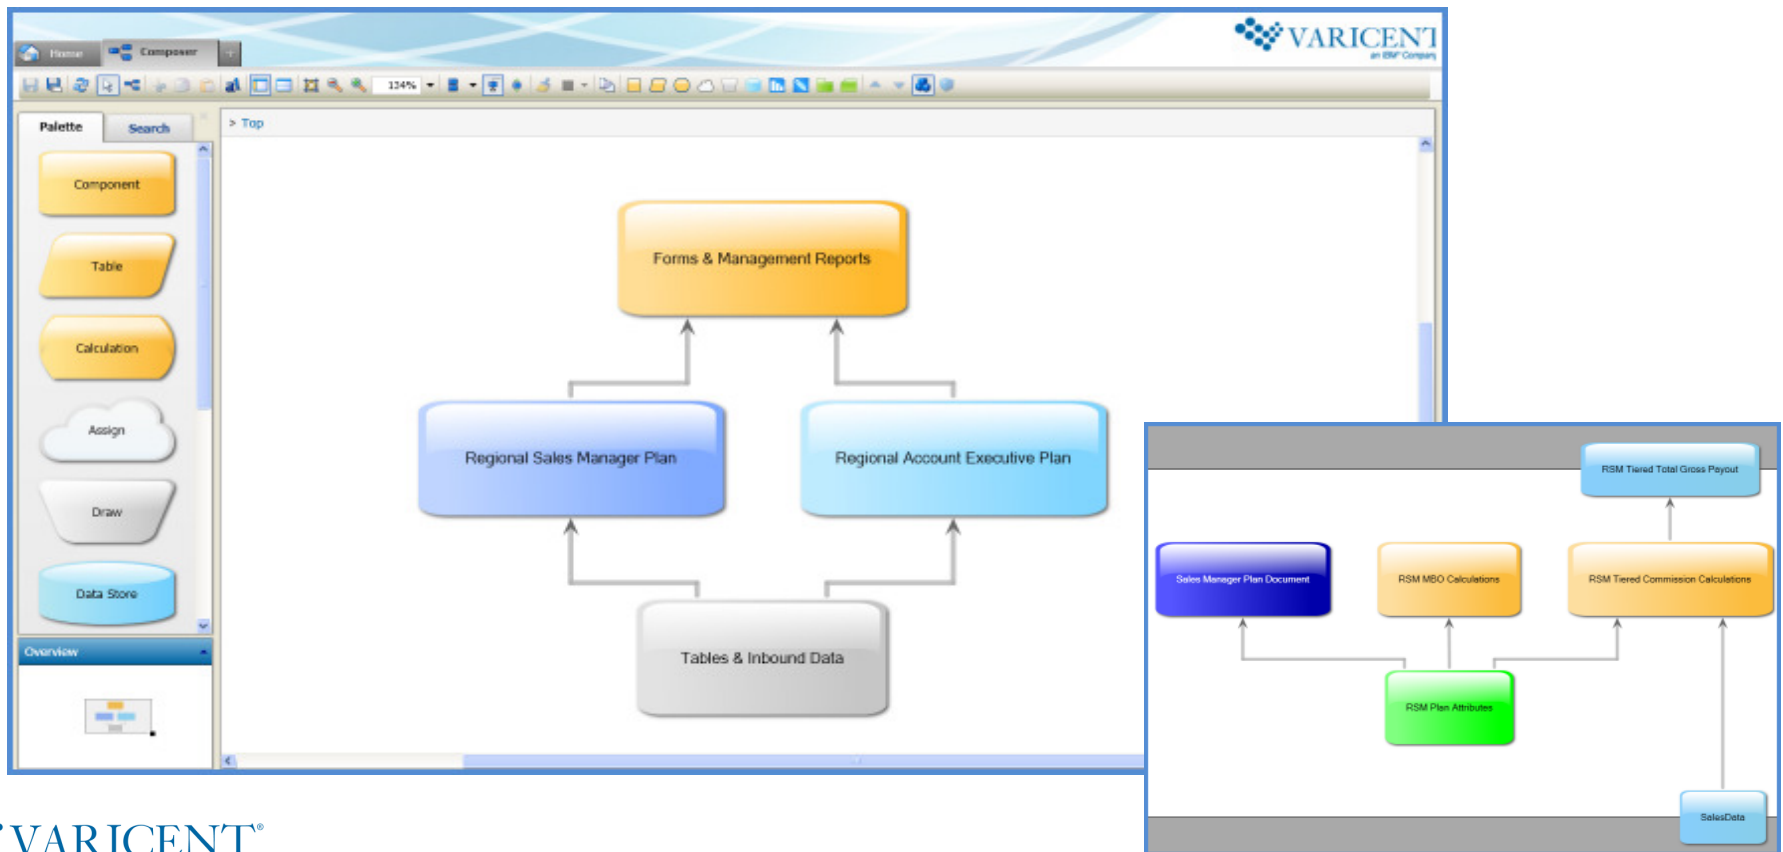 VARICENT
an IBM Company
Home
Composer
+
134%
Palette
Search
> Top
Component
Table
Calculation
Assign
Draw
Data Store
Overview
Forms & Management Reports
Regional Sales Manager Plan
Regional Account Executive Plan
Tables & Inbound Data
RSM Tiered Total Gross Payout
Sales Manager Plan Document
RSM MBO Calculations
RSM Tiered Commission Calculations
RSM Plan Attributes
SalesData
VARICENT®